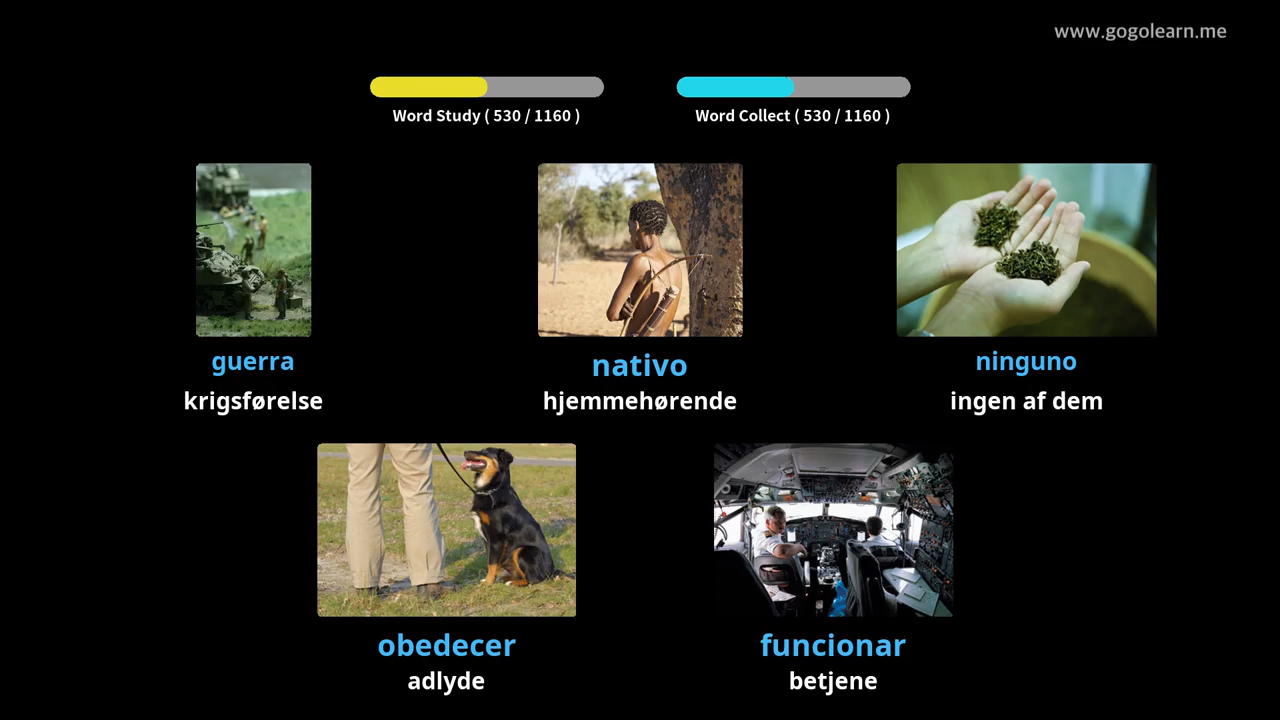 www.gogolearn.me
Word Study ( 530 / 1160 )
Word Collect ( 530 / 1160 )
guerra
krigsførelse
nativo
hjemmehørende
ninguno
ingen af dem
obedecer
adlyde
funcionar
betjene